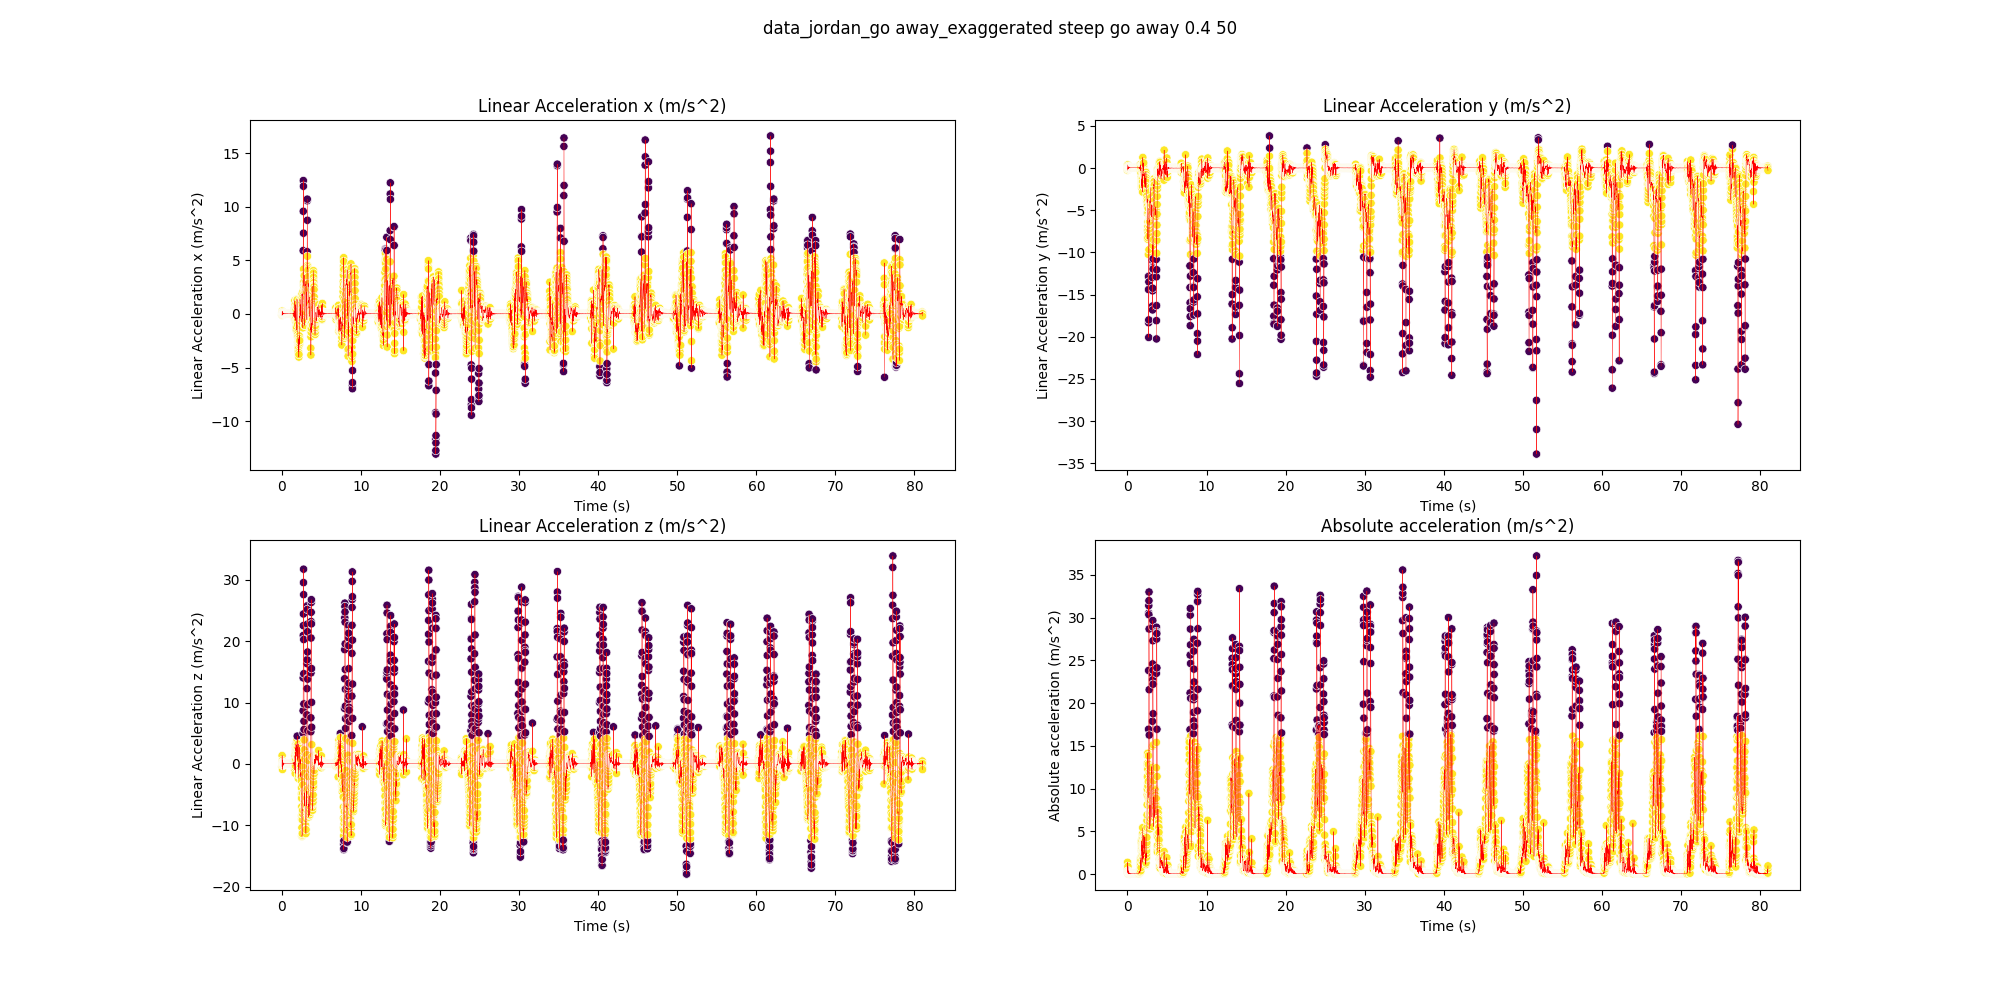 data_jordan_go away_exaggerated steep go away 0.4 50
Linear Acceleration x (m/s^2)
Linear Acceleration x (m/s^2)
15
10
5
0
−5
−10
0 10 20 30 40 50 60 70 80
Time (s)
Linear Acceleration y (m/s^2)
Linear Acceleration y (m/s^2)
5
0
−5
−10
−15
−20
−25
−30
−35
0 10 20 30 40 50 60 70 80
Time (s)
Linear Acceleration z (m/s^2)
Linear Acceleration z (m/s^2)
30
20
10
0
−10
−20
0 10 20 30 40 50 60 70 80
Time (s)
Absolute acceleration (m/s^2)
Absolute acceleration (m/s^2)
35
30
25
20
15
10
5
0
0 10 20 30 40 50 60 70 80
Time (s)